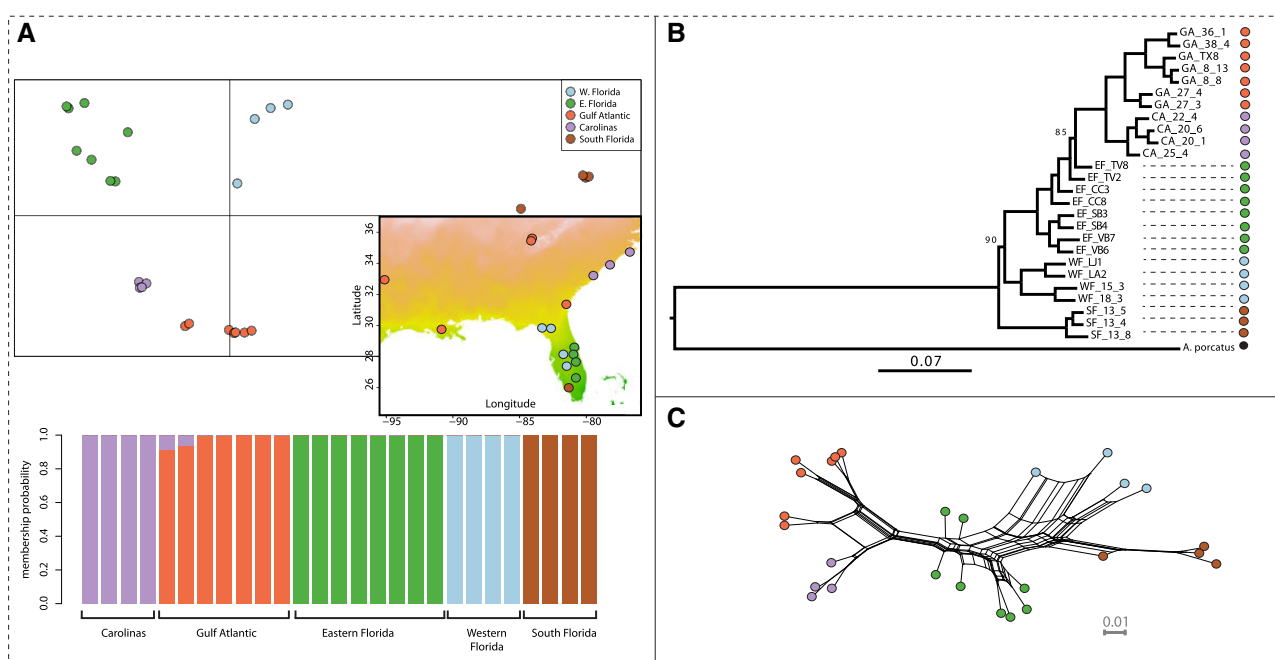 A
W. Florida
E. Florida
Gulf Atlantic
Carolinas
South Florida
Latitude
36
34
32
30
28
26
Longitude
−95
−90
−85
−80
membership probability
1.0
0.8
0.6
0.4
0.2
0.0
Carolinas
Gulf Atlantic
Eastern Florida
Western
Florida
South Florida
B
GA_36_1
GA_38_4
GA_TX8
GA_8_13
GA_8_8
GA_27_4
GA_27_3
CA_22_4
CA_20_6
CA_20_1
CA_25_4
EF_TV8
EF_TV2
EF_CC3
EF_CC8
EF_SB3
EF_SB4
EF_VB7
EF_VB6
WF_LJ1
WF_LA2
WF_15_3
WF_18_3
SF_13_5
SF_13_4
SF_13_8
A. porcatus
85
90
0.07
C
0.01